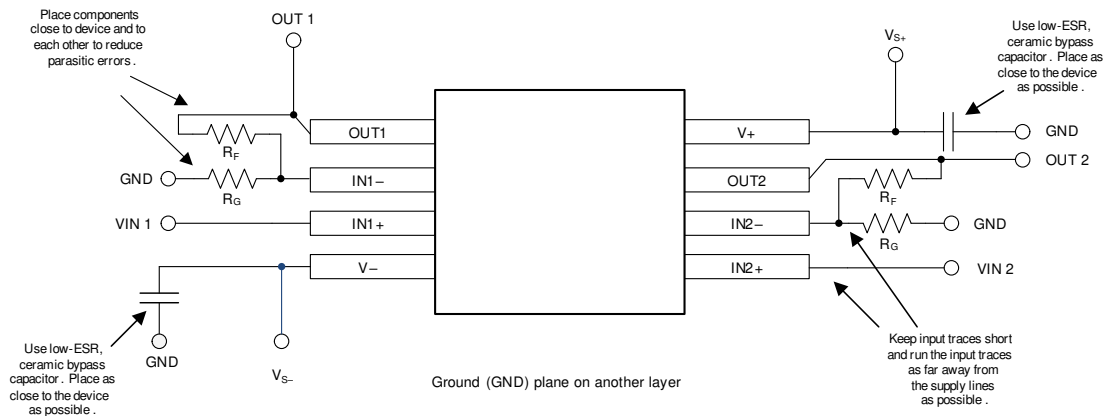 Place components
close to device and to
each other to reduce
parasitic errors .
OUT 1
VS+
Use low-ESR,
ceramic bypass
capacitor . Place as
close to the device
as possible .
OUT1
V+
GND
RF
OUT2
OUT 2
GND
RG
IN1−
RF
VIN 1
IN1+
IN2−
RG
GND
V−
IN2+
VIN 2
GND
VS−
Use low-ESR,
ceramic bypass
capacitor . Place as
close to the device
as possible .
Ground (GND) plane on another layer
Keep input traces short
and run the input traces
as far away from
the supply lines
as possible .